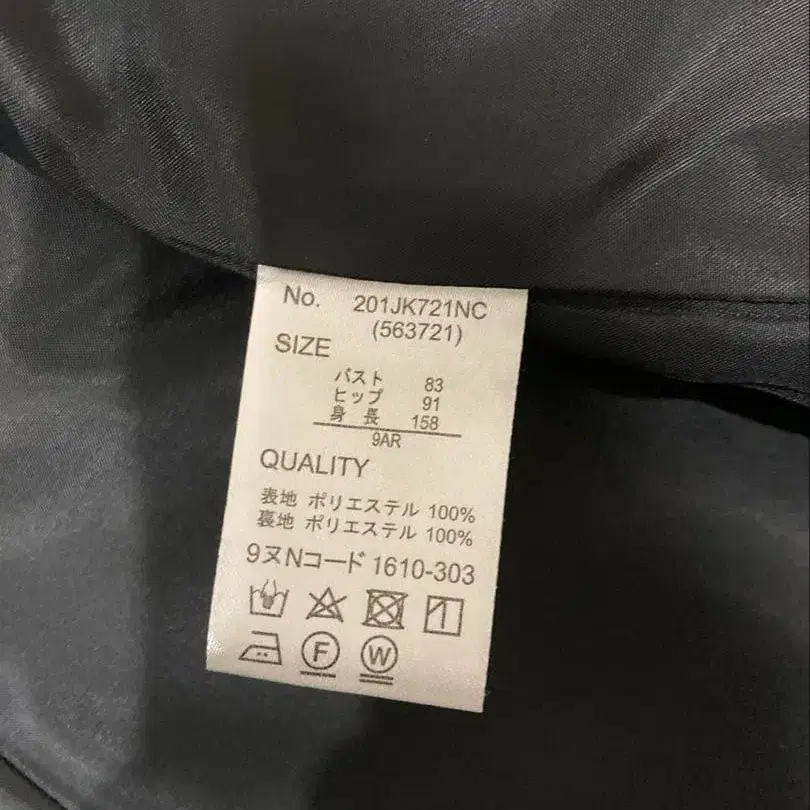 No. 201JK721NC
(563721)
SIZE
バスト 83
ヒップ 91
身長 158
9AR
QUALITY
表地 ポリエステル 100%
裏地 ポリエステル 100%
9ヌNコード 1610-303
F W